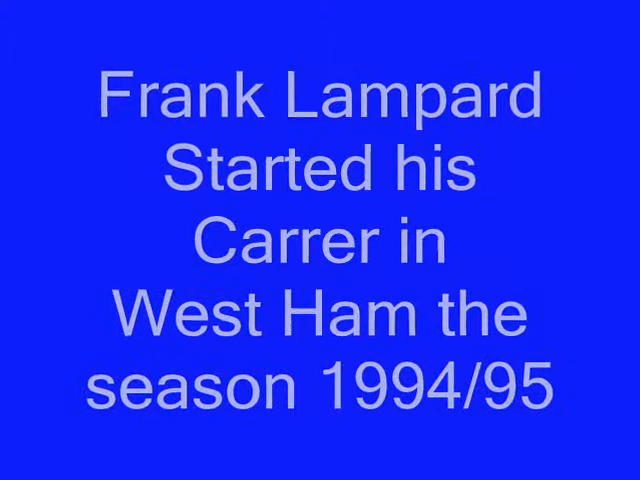 Frank Lampard
Started his
Carrer in
West Ham the
season 1994/95